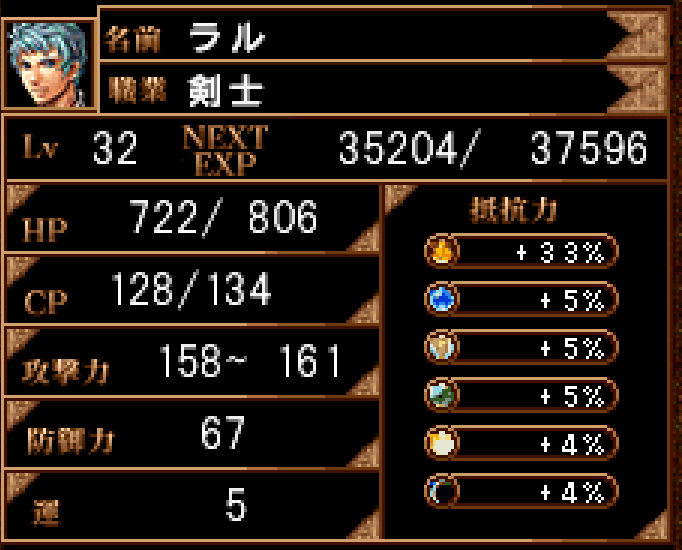 名前 ラル
職業 剣士
Lv 32 NEXT EXP 35204/ 37596
HP 722/ 806
CP 128/134
攻撃力 158~ 161
防御力 67
運 5
抵抗力
+33%
+5%
+5%
+5%
+4%
+4%